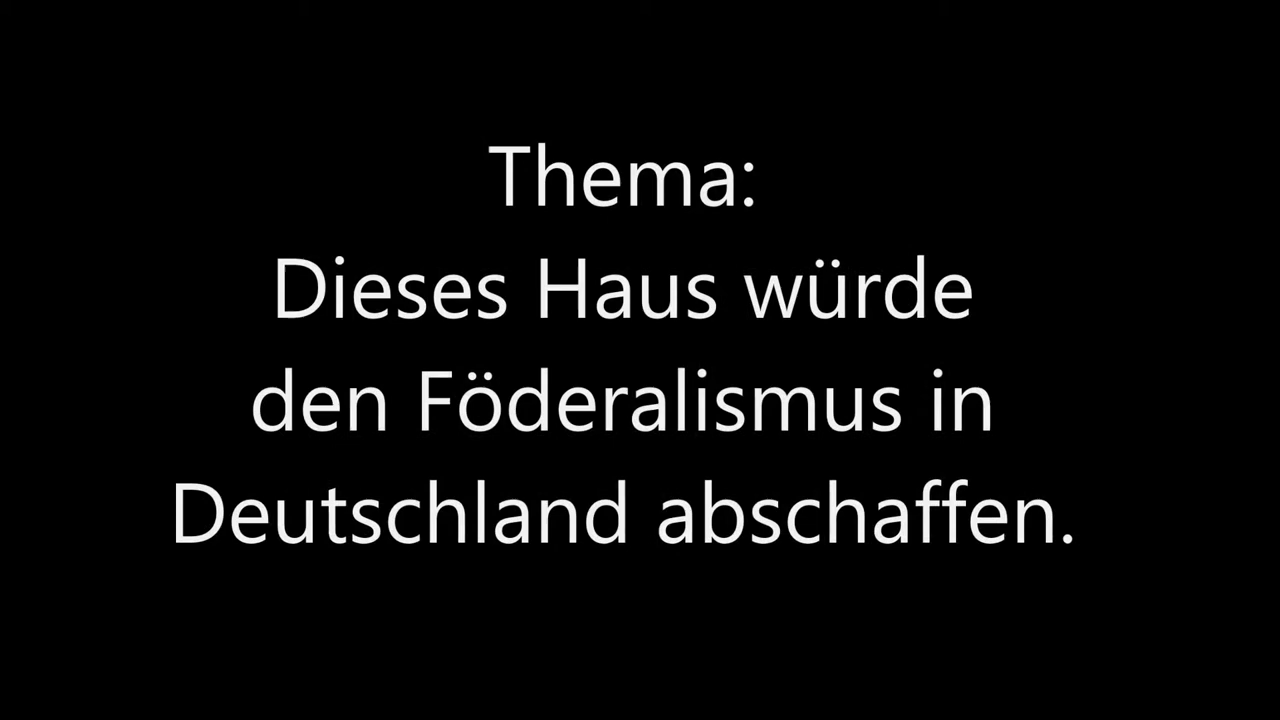 Thema:
Dieses Haus würde
den Föderalismus in
Deutschland abschaffen.